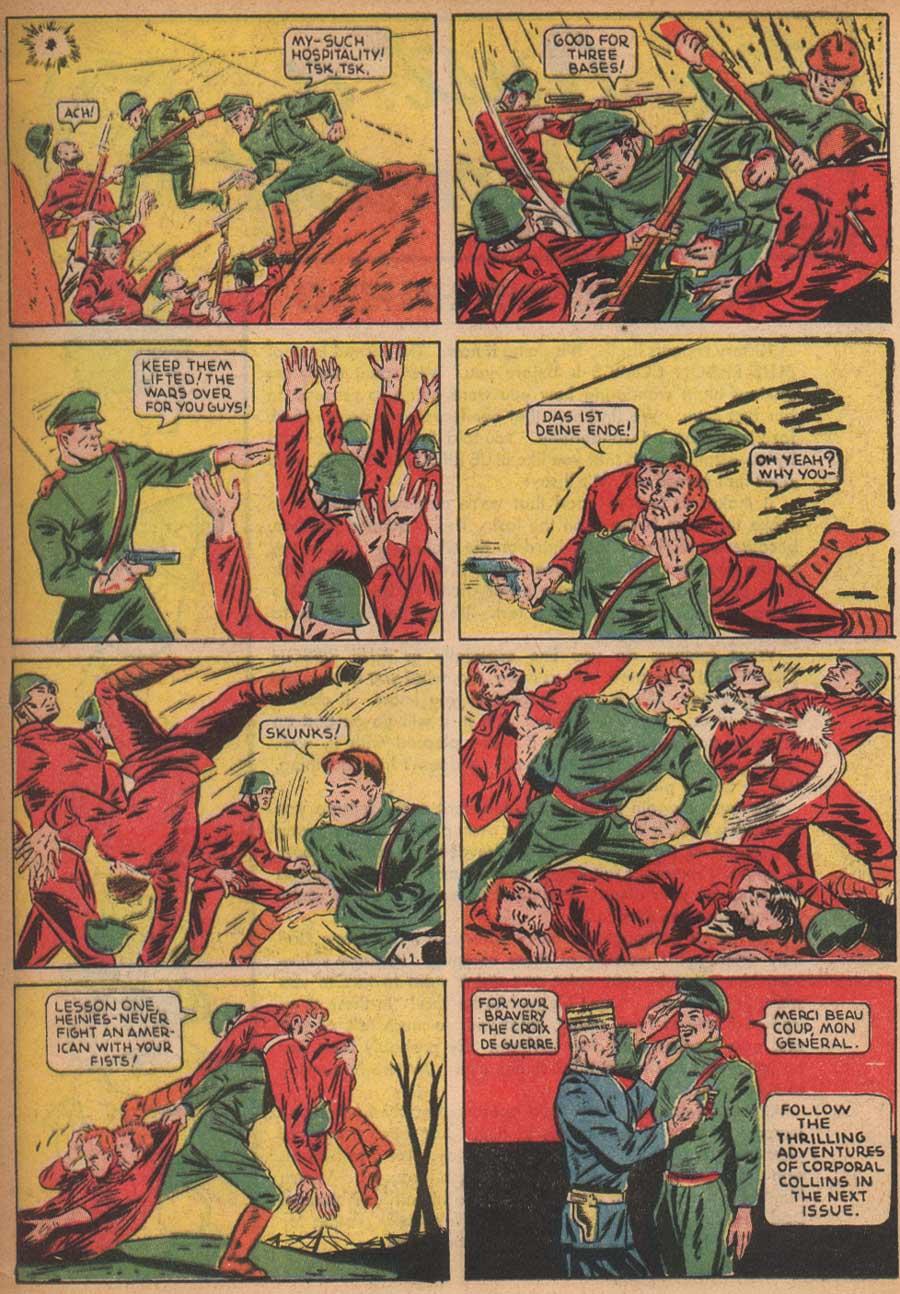 ACH!
MY-SUCH
HOSPITALITY!
TSK, TSK.
GOOD FOR
THREE
BASES!
KEEP THEM
LIFTED! THE
WARS OVER
FOR YOU GUYS!
DAS IST
DEINE ENDE!
OH YEAH?
WHY YOU-
SKUNKS!
LESSON ONE,
HEINIES-NEVER
FIGHT AN AMER-
ICAN WITH YOUR
FISTS!
FOR YOUR
BRAVERY
THE CROIX
DE GUERRE.
MERCI BEAU
COUP, MON
GENERAL.
FOLLOW
THE
THRILLING
ADVENTURES
OF CORPORAL
COLLINS IN
THE NEXT
ISSUE.